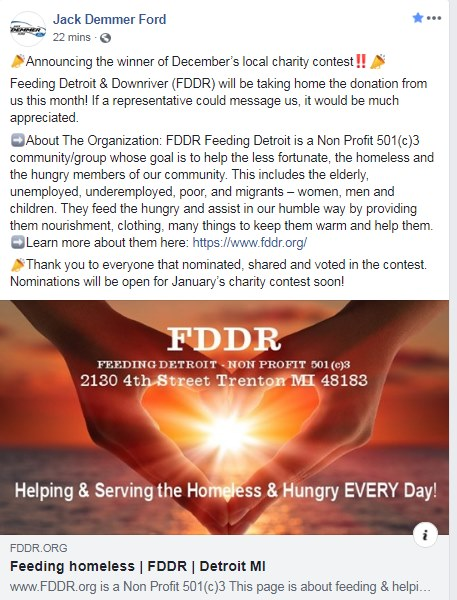 Jack Demmer Ford
22 mins ·
🎉Announcing the winner of December's local charity contest‼️🎉
Feeding Detroit & Downriver (FDDR) will be taking home the donation from
us this month! If a representative could message us, it would be much
appreciated.
➡️About The Organization: FDDR Feeding Detroit is a Non Profit 501(c)3
community/group whose goal is to help the less fortunate, the homeless and
the hungry members of our community. This includes the elderly,
unemployed, underemployed, poor, and migrants – women, men and
children. They feed the hungry and assist in our humble way by providing
them nourishment, clothing, many things to keep them warm and help them.
➡️Learn more about them here: https://www.fddr.org/
🎉Thank you to everyone that nominated, shared and voted in the contest.
Nominations will be open for January's charity contest soon!
FDDR
FEEDING DETROIT - NON PROFIT 501(c)3
2130 4th Street Trenton MI 48183
Helping & Serving the Homeless & Hungry EVERY Day!
i
FDDR.ORG
Feeding homeless | FDDR | Detroit MI
www.FDDR.org is a Non Profit 501(c)3 This page is about feeding & helpi...